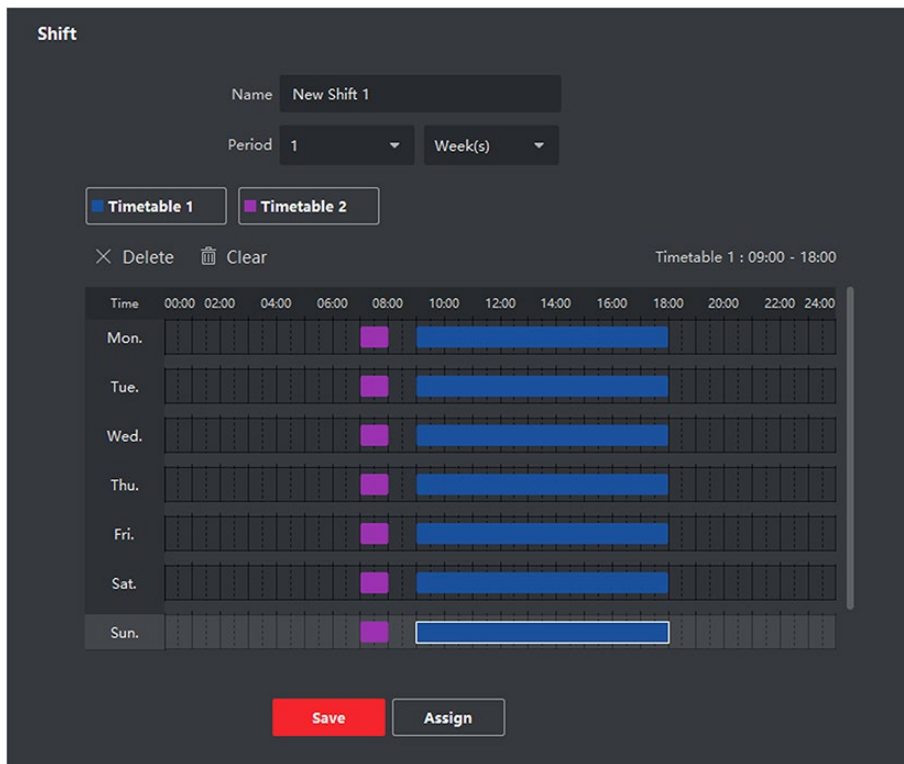 Shift
Name New Shift 1
Period 1 Week(s)
Timetable 1 Timetable 2
Delete Clear Timetable 1 : 09:00 - 18:00
Time 00:00 02:00 04:00 06:00 08:00 10:00 12:00 14:00 16:00 18:00 20:00 22:00 24:00
Mon.
Tue.
Wed.
Thu.
Fri.
Sat.
Sun.
Save Assign